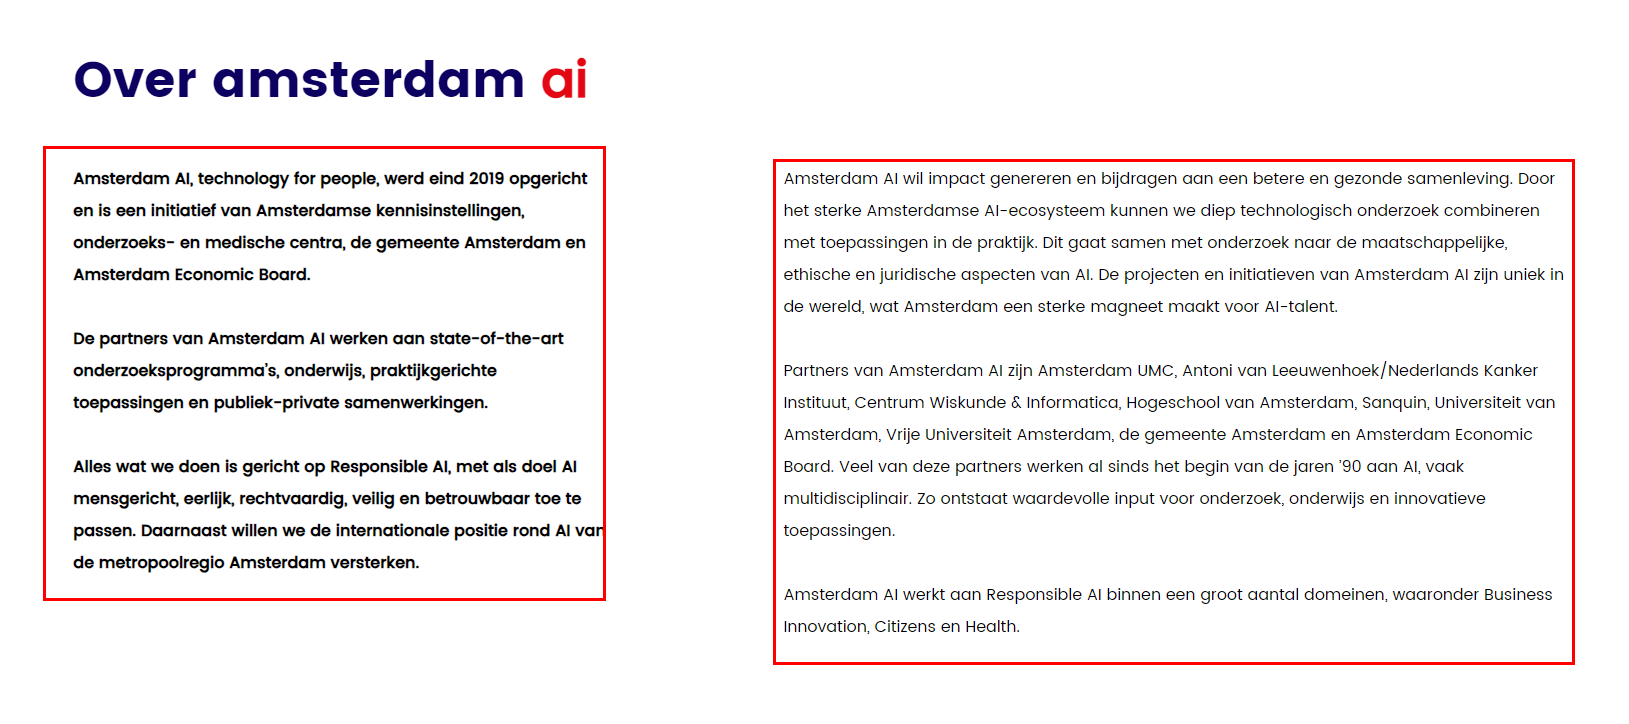 Over amsterdam ai
Amsterdam AI, technology for people, werd eind 2019 opgericht
en is een initiatief van Amsterdamse kennisinstellingen,
onderzoeks- en medische centra, de gemeente Amsterdam en
Amsterdam Economic Board.
De partners van Amsterdam AI werken aan state-of-the-art
onderzoeksprogramma's, onderwijs, praktijkgerichte
toepassingen en publiek-private samenwerkingen.
Alles wat we doen is gericht op Responsible AI, met als doel AI
mensgericht, eerlijk, rechtvaardig, veilig en betrouwbaar toe te
passen. Daarnaast willen we de internationale positie rond AI van
de metropoolregio Amsterdam versterken.
Amsterdam AI wil impact genereren en bijdragen aan een betere en gezonde samenleving. Door
het sterke Amsterdamse AI-ecosysteem kunnen we diep technologisch onderzoek combineren
met toepassingen in de praktijk. Dit gaat samen met onderzoek naar de maatschappelijke,
ethische en juridische aspecten van AI. De projecten en initiatieven van Amsterdam AI zijn uniek in
de wereld, wat Amsterdam een sterke magneet maakt voor AI-talent.
Partners van Amsterdam AI zijn Amsterdam UMC, Antoni van Leeuwenhoek/Nederlands Kanker
Instituut, Centrum Wiskunde & Informatica, Hogeschool van Amsterdam, Sanquin, Universiteit van
Amsterdam, Vrije Universiteit Amsterdam, de gemeente Amsterdam en Amsterdam Economic
Board. Veel van deze partners werken al sinds het begin van de jaren '90 aan AI, vaak
multidisciplinair. Zo ontstaat waardevolle input voor onderzoek, onderwijs en innovatieve
toepassingen.
Amsterdam AI werkt aan Responsible AI binnen een groot aantal domeinen, waaronder Business
Innovation, Citizens en Health.